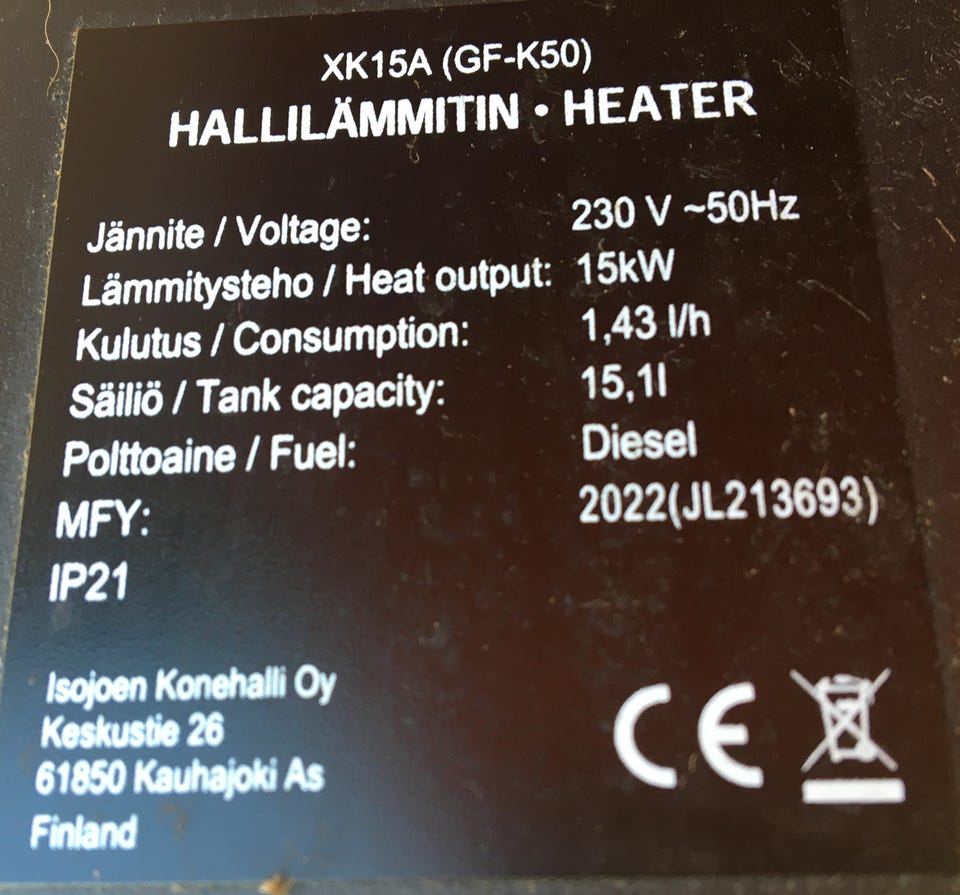 XK15A (GF-K50)
HALLILÄMMITIN • HEATER
Jännite / Voltage: 230 V ~50Hz
Lämmitysteho / Heat output: 15kW
Kulutus / Consumption: 1,43 l/h
Säiliö / Tank capacity: 15,1l
Polttoaine / Fuel: Diesel
MFY: 2022(JL213693)
IP21
Isojoen Konehalli Oy
Keskustie 26
61850 Kauhajoki As
Finland
CE